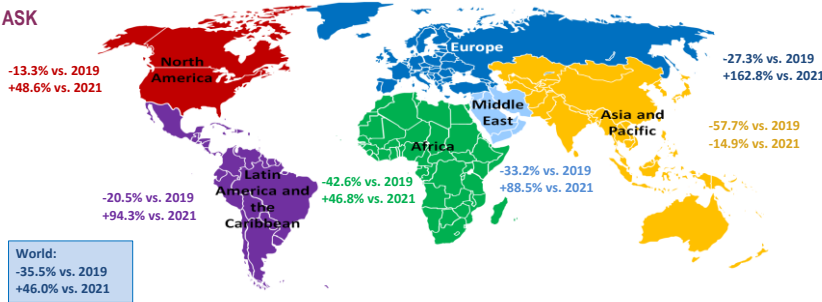 ASK
North
America
-13.3% vs. 2019
+48.6% vs. 2021
Europe
-27.3% vs. 2019
+162.8% vs. 2021
Middle
East
-33.2% vs. 2019
+88.5% vs. 2021
Asia and
Pacific
-57.7% vs. 2019
-14.9% vs. 2021
Africa
-42.6% vs. 2019
+46.8% vs. 2021
Latin
America and
the
Caribbean
-20.5% vs. 2019
+94.3% vs. 2021
World:
-35.5% vs. 2019
+46.0% vs. 2021